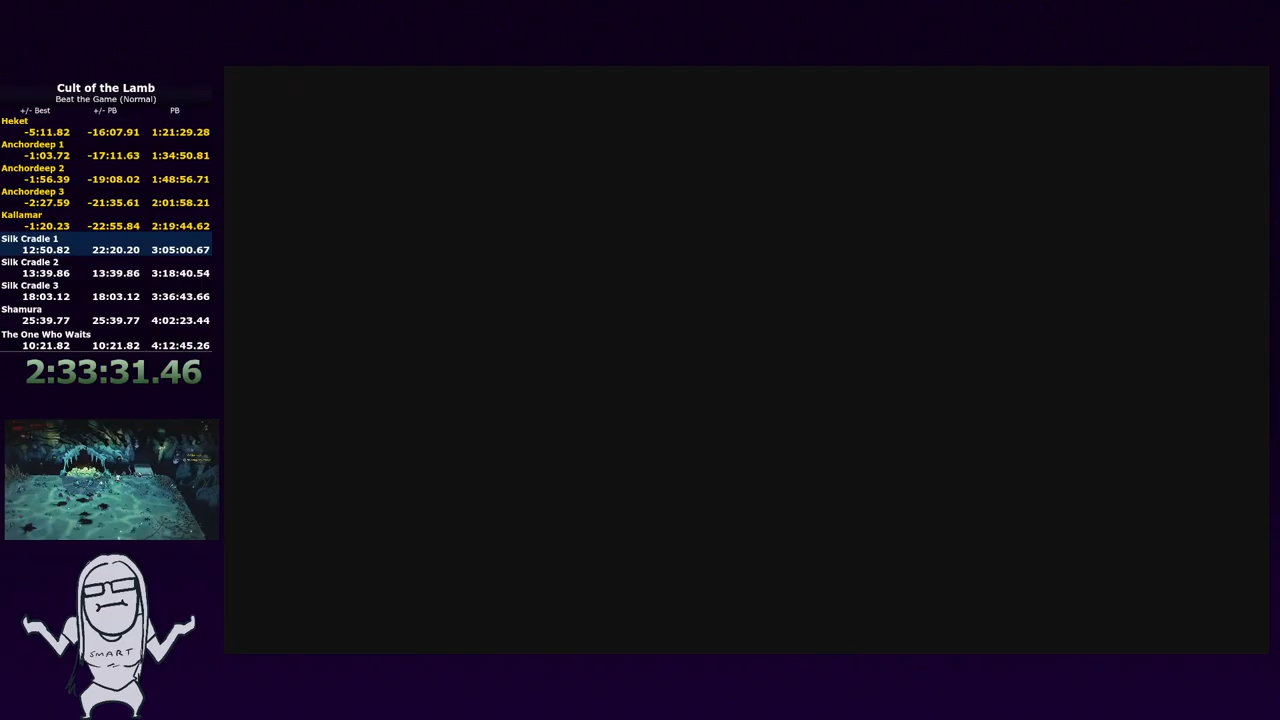 Cult of the Lamb
Beat the Game (Normal)
+/- Best +/- PB PB
Heket
-5:11.82 -16:07.91 1:21:29.28
Anchordeep 1
-1:03.72 -17:11.63 1:34:50.81
Anchordeep 2
-1:56.39 -19:08.02 1:48:56.71
Anchordeep 3
-2:27.59 -21:35.61 2:01:58.21
Kallamar
-1:20.23 -22:55.84 2:19:44.62
Silk Cradle 1
12:50.82 22:20.20 3:05:00.67
Silk Cradle 2
13:39.86 13:39.86 3:18:40.54
Silk Cradle 3
18:03.12 18:03.12 3:36:43.66
Shamura
25:39.77 25:39.77 4:02:23.44
The One Who Waits
10:21.82 10:21.82 4:12:45.26
2:33:31.46
SMART